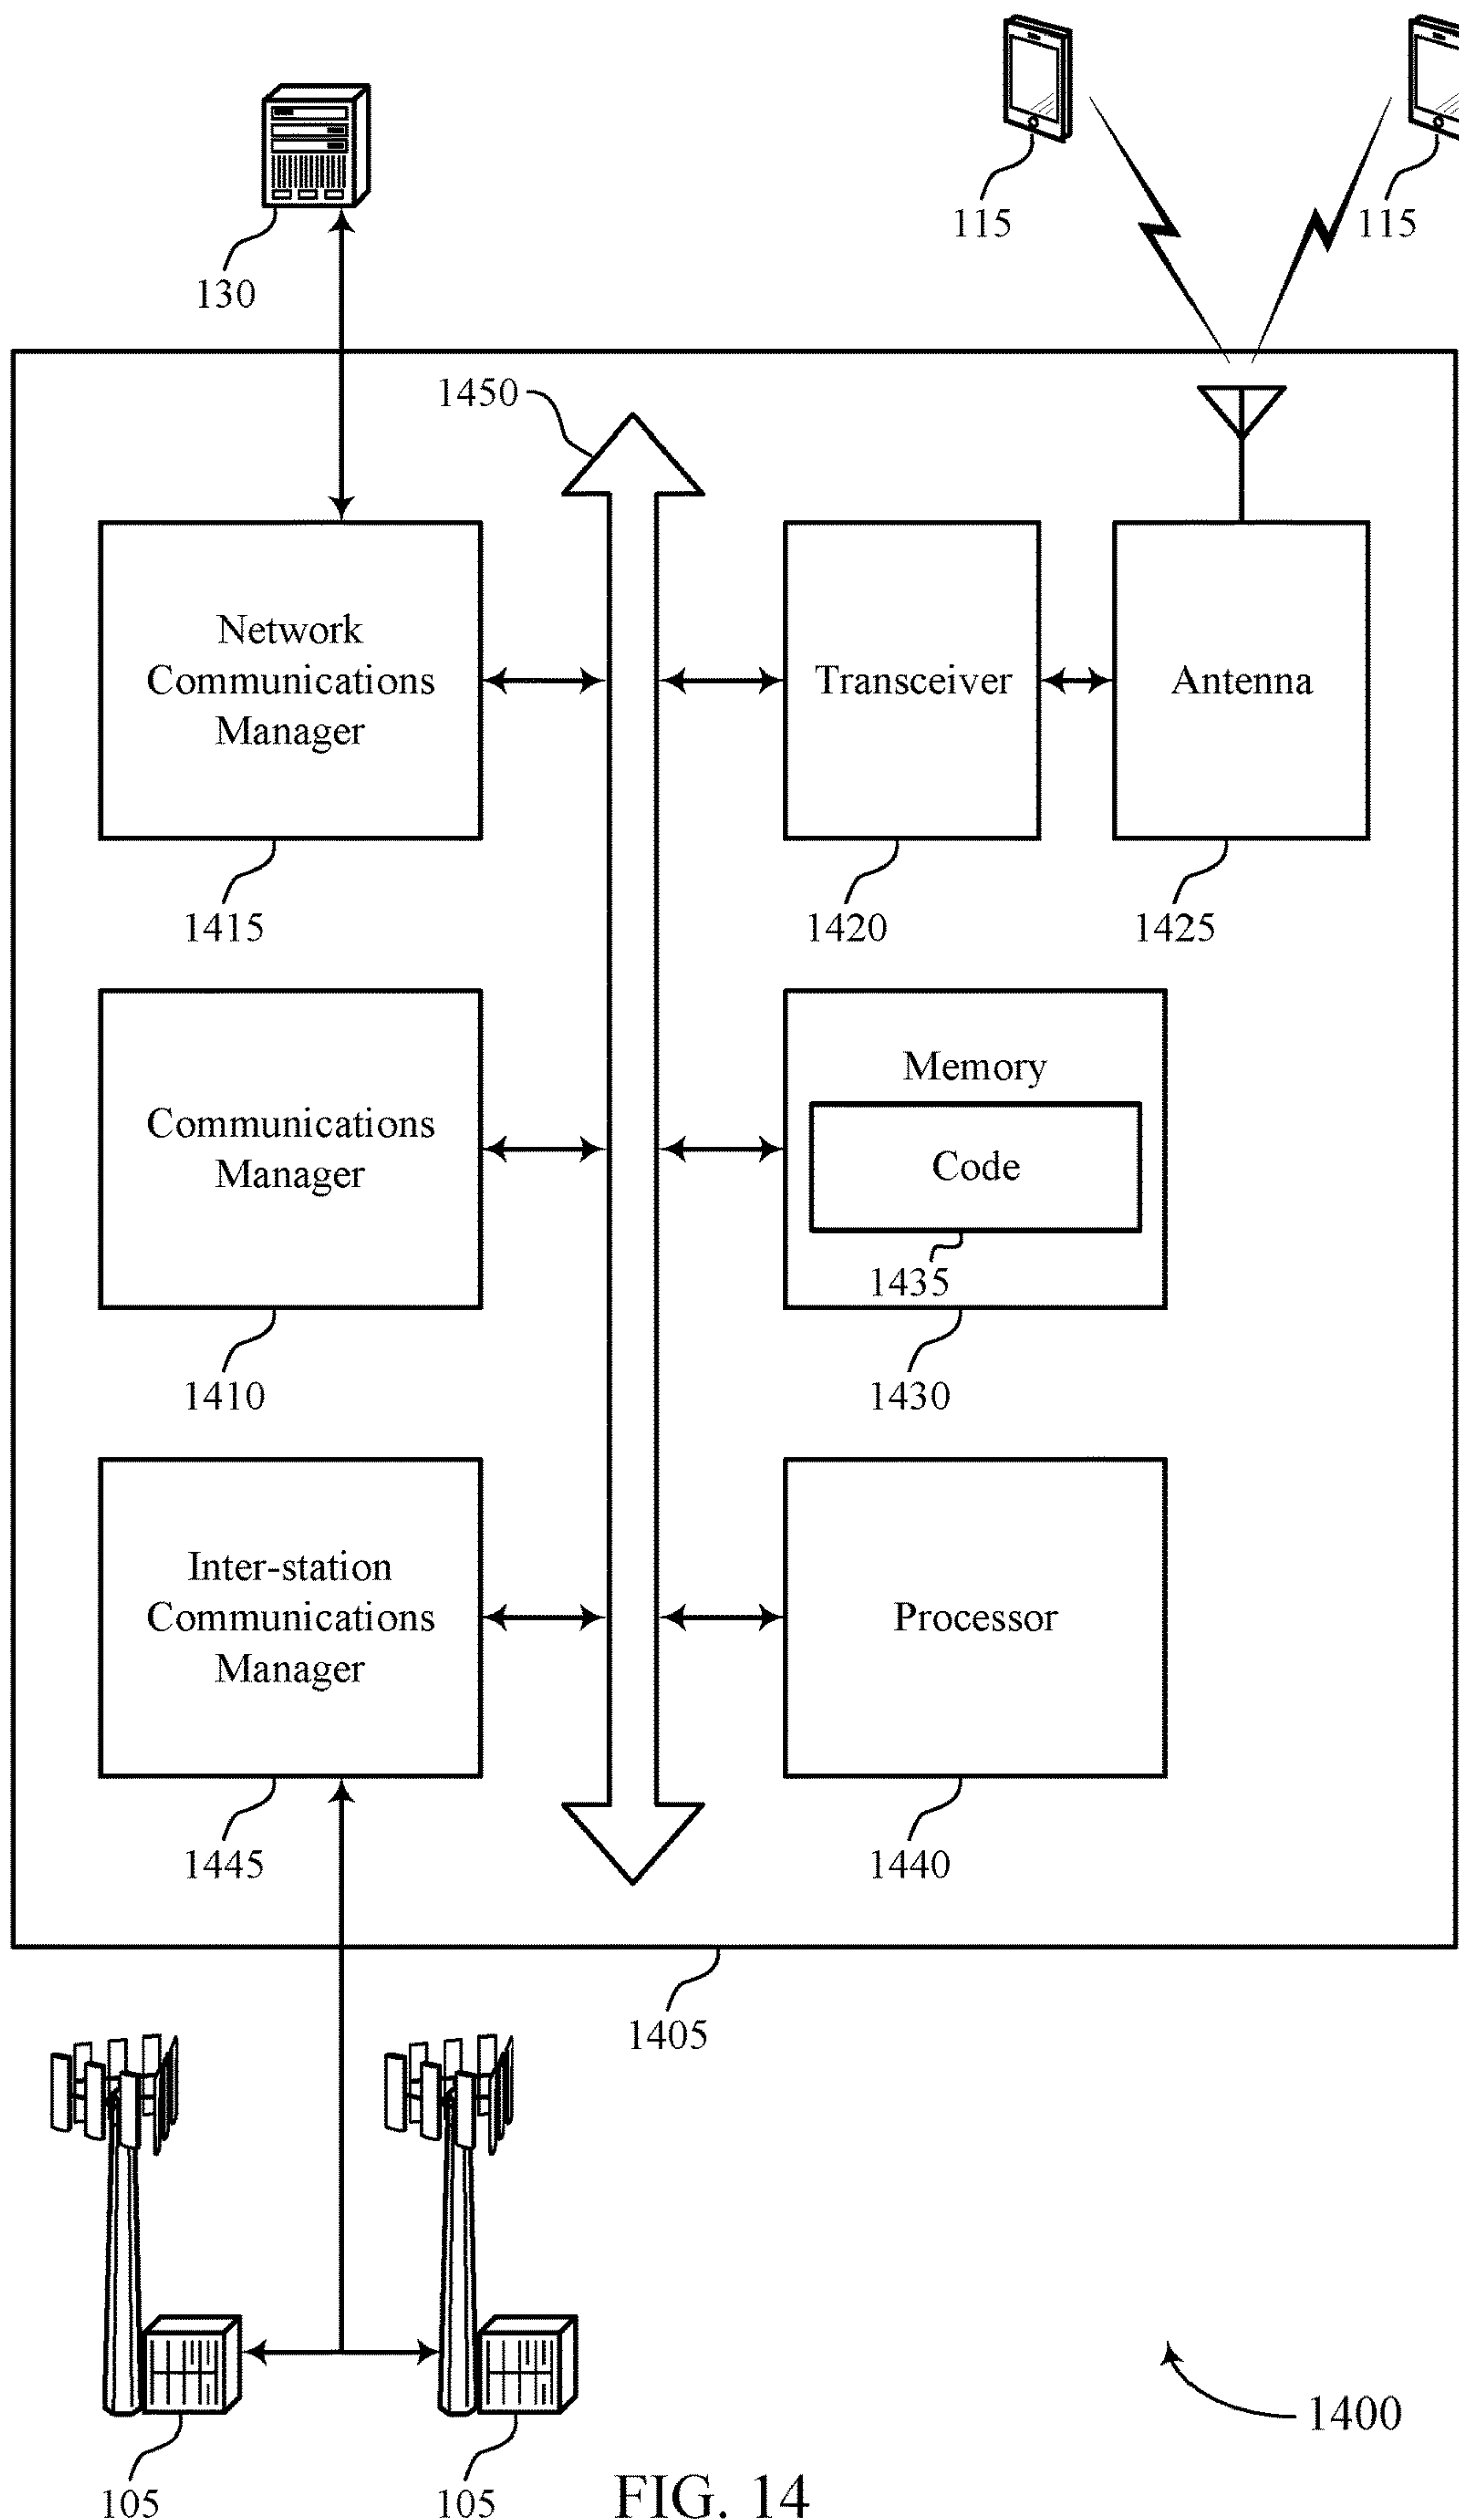 115
115
130
1450
Network
Communications
Manager
Transceiver
Antenna
1415
1420
1425
Communications
Manager
Memory
Code
1435
1410
1430
Inter-station
Communications
Manager
Processor
1445
1440
1405
1400
105
105
FIG. 14